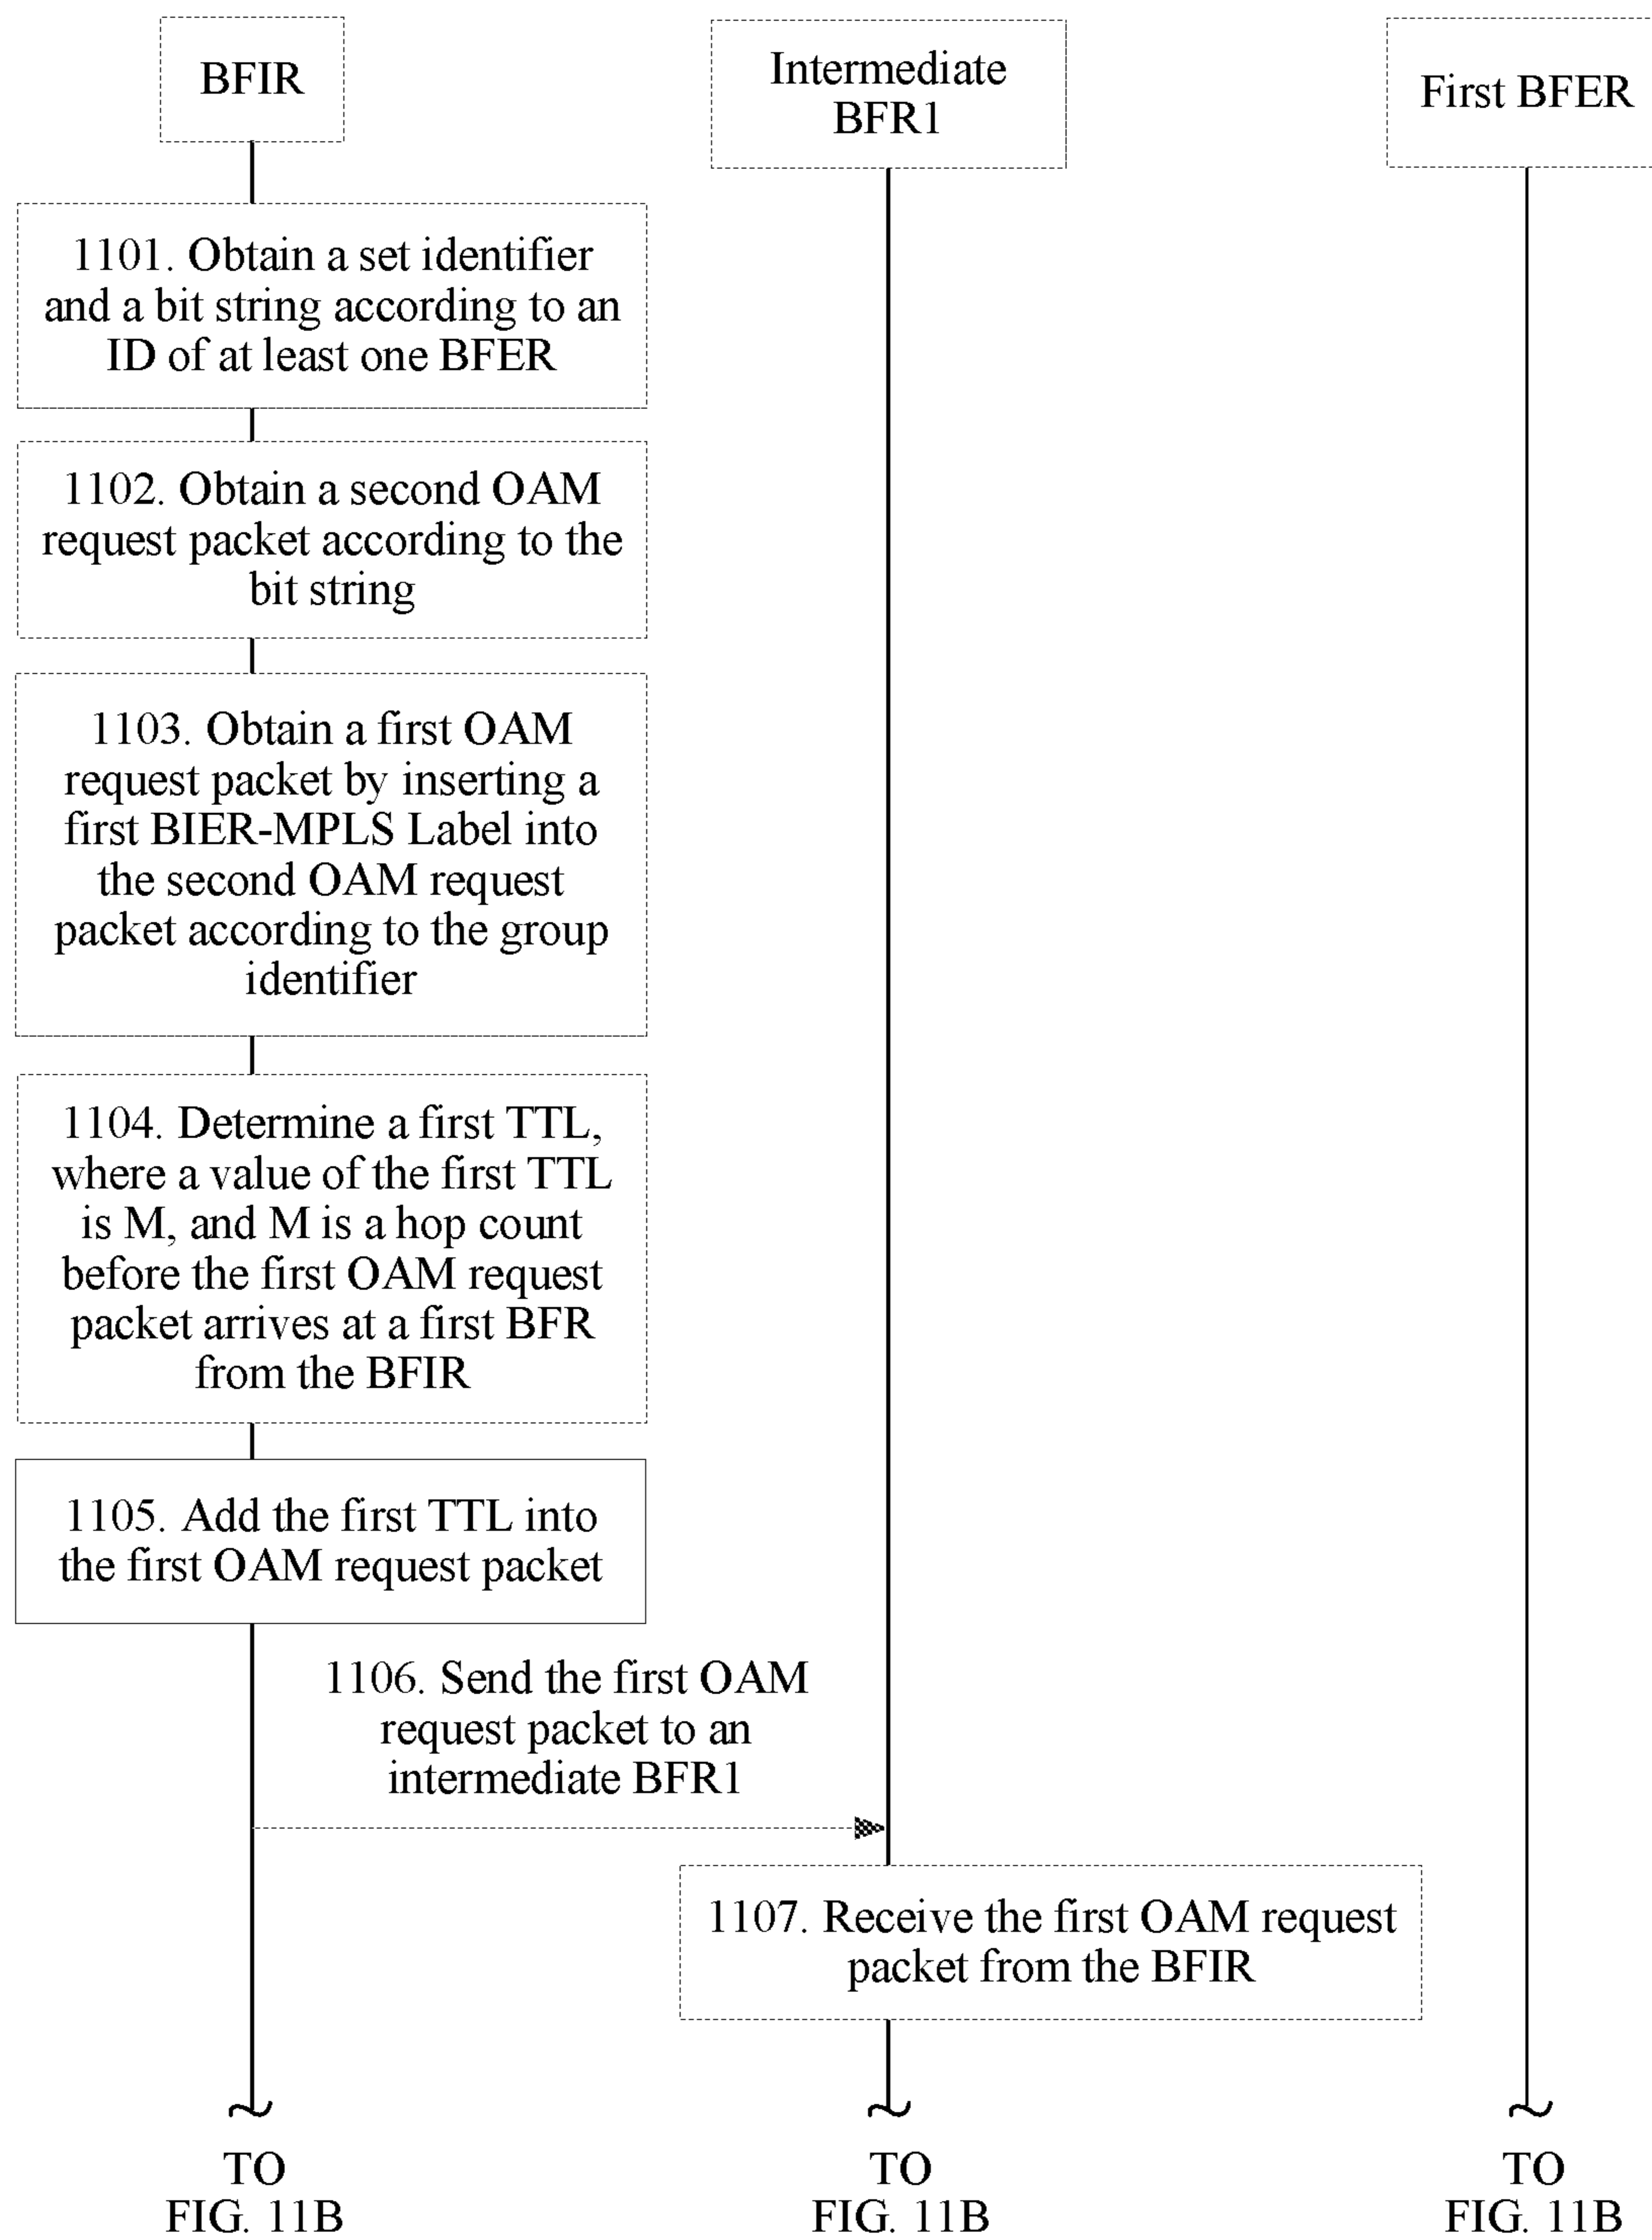 BFIR
Intermediate
BFR1
First BFER
1101. Obtain a set identifier
and a bit string according to an
ID of at least one BFER
1102. Obtain a second OAM
request packet according to the
bit string
1103. Obtain a first OAM
request packet by inserting a
first BIER-MPLS Label into
the second OAM request
packet according to the group
identifier
1104. Determine a first TTL,
where a value of the first TTL
is M, and M is a hop count
before the first OAM request
packet arrives at a first BFR
from the BFIR
1105. Add the first TTL into
the first OAM request packet
1106. Send the first OAM
request packet to an
intermediate BFR1
1107. Receive the first OAM request
packet from the BFIR
TO
FIG. 11B
TO
FIG. 11B
TO
FIG. 11B